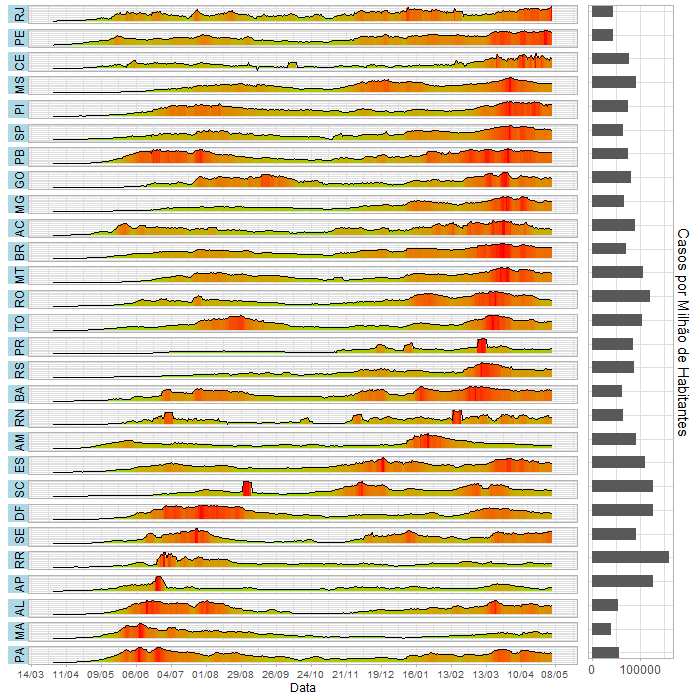 RJ
PE
CE
MS
PI
SP
PB
GO
MG
AC
BR
MT
RO
TO
PR
RS
BA
RN
AM
ES
SC
DF
SE
RR
AP
AL
MA
PA
14/03 11/04 09/05 06/06 04/07 01/08 29/08 26/09 24/10 21/11 19/12 16/01 13/02 13/03 10/04 08/05
Data
0 100000
Casos por Milhão de Habitantes